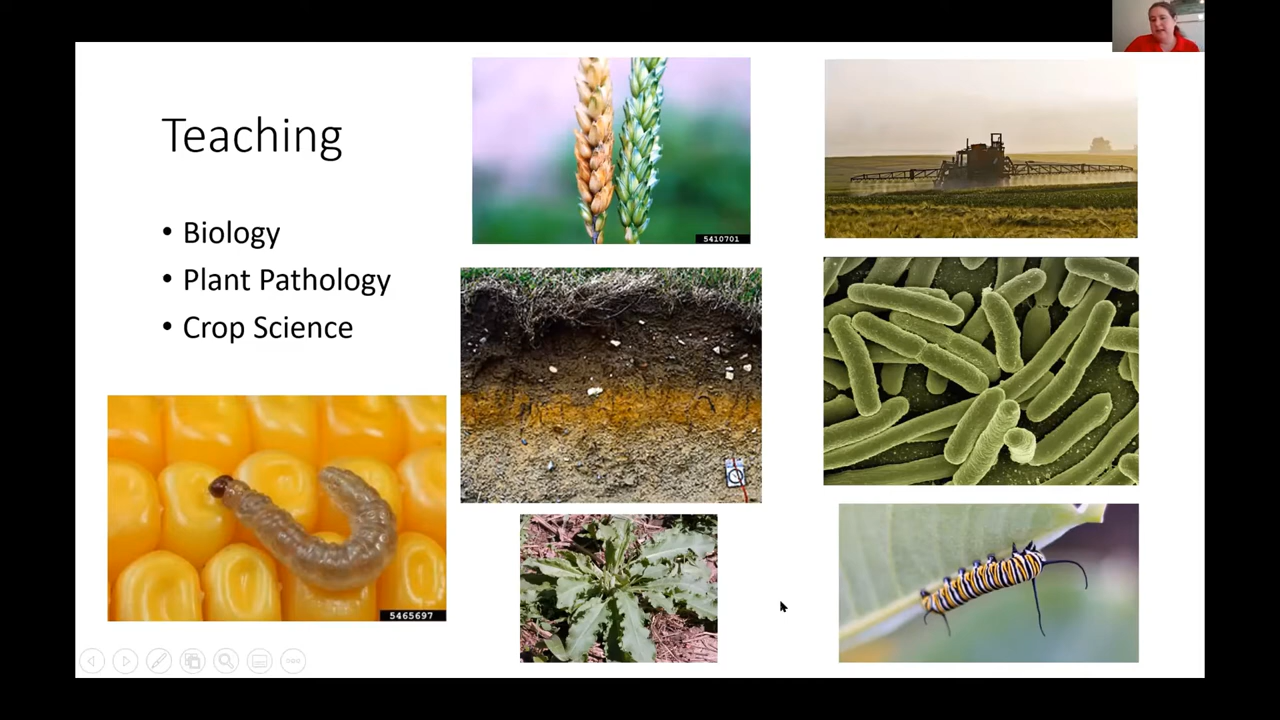 Teaching
• Biology
• Plant Pathology
• Crop Science
5410701
5465697